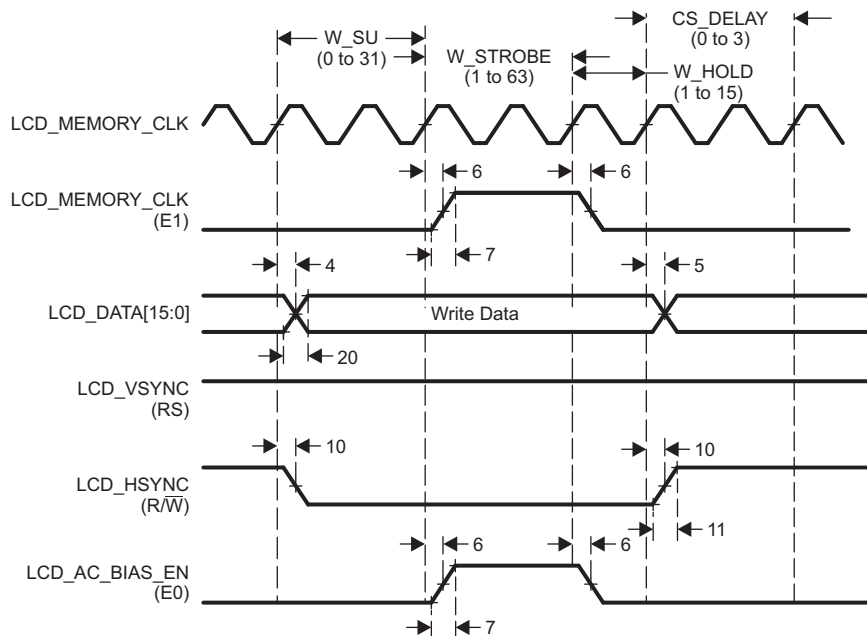 CS_DELAY
(0 to 3)
W_SU
(0 to 31)
W_STROBE
(1 to 63)
W_HOLD
(1 to 15)
LCD_MEMORY_CLK
6
6
LCD_MEMORY_CLK
(E1)
7
4
5
LCD_DATA[15:0]
Write Data
20
LCD_VSYNC
(RS)
10
10
LCD_HSYNC
(R/W̅)
11
6
6
LCD_AC_BIAS_EN
(E0)
7